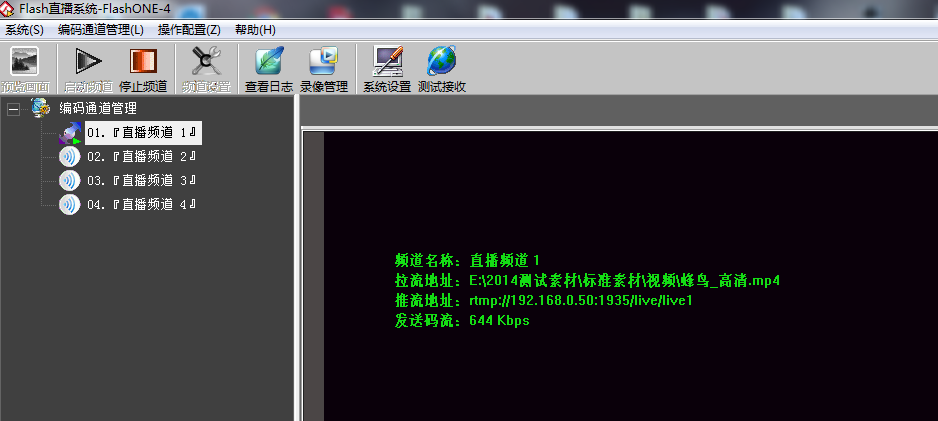 Flash直播系统-FlashONE-4
系统(S) 编码通道管理(L) 操作配置(Z) 帮助(H)
预览画面 启动频道 停止频道 频道设置 查看日志 录像管理 系统设置 测试接收
编码通道管理
01.『直播频道 1』
02.『直播频道 2』
03.『直播频道 3』
04.『直播频道 4』
频道名称：直播频道 1
拉流地址：E:\2014测试素材\标准素材\视频\蜂鸟_高清.mp4
推流地址：rtmp://192.168.0.50:1935/live/live1
发送码流：644 Kbps